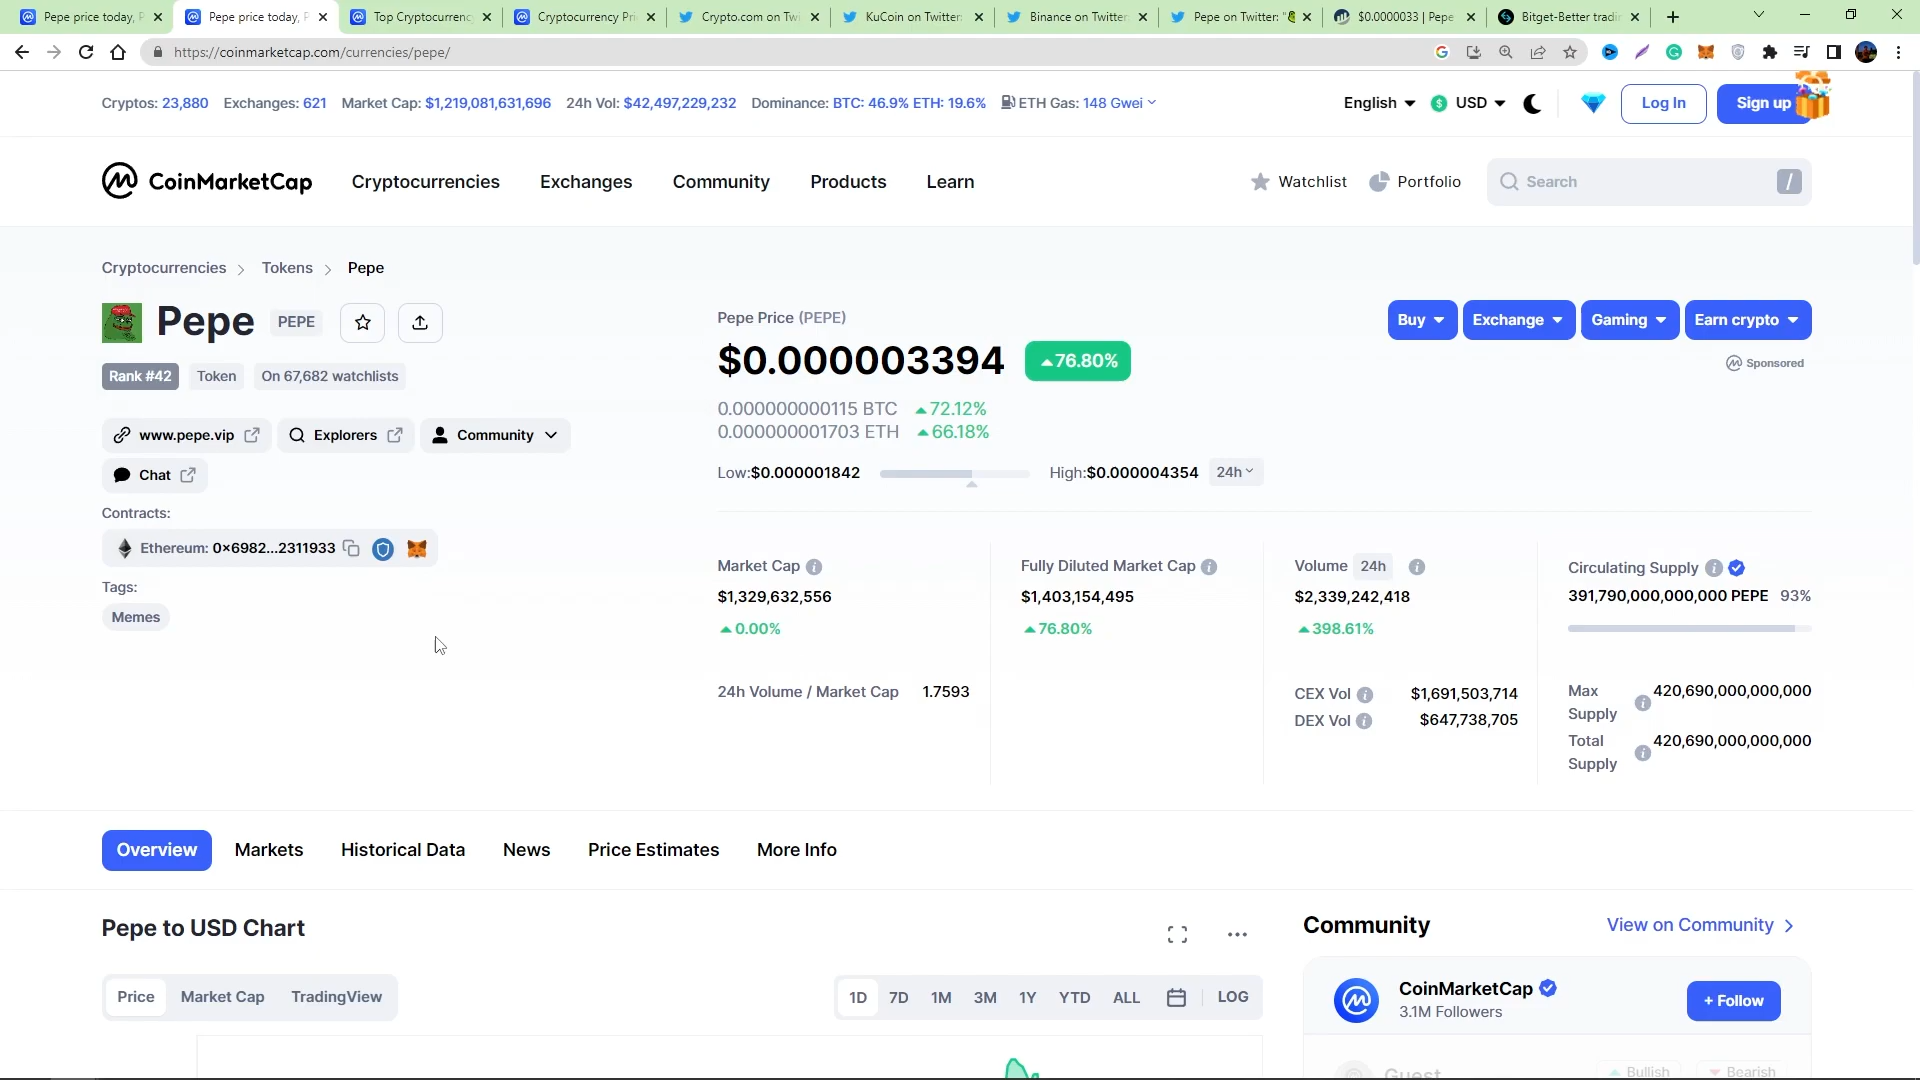 Pepe price today, P
Pepe price today, P
Top Cryptocurrenc
Cryptocurrency Pri
Crypto.com on Twi
KuCoin on Twitter:
Binance on Twitter:
Pepe on Twitter: "
$0.0000033 | Pepe
Bitget-Better tradin
https://coinmarketcap.com/currencies/pepe/
Cryptos: 23,880 Exchanges: 621 Market Cap: $1,219,081,631,696 24h Vol: $42,497,229,232 Dominance: BTC: 46.9% ETH: 19.6% ETH Gas: 148 Gwei
English USD Log In Sign up
CoinMarketCap Cryptocurrencies Exchanges Community Products Learn Watchlist Portfolio Search /
Cryptocurrencies Tokens Pepe
Pepe PEPE
Rank #42 Token On 67,682 watchlists
www.pepe.vip Explorers Community
Chat
Contracts:
Ethereum: 0x6982...2311933
Tags:
Memes
Pepe Price (PEPE)
$0.000003394 76.80%
0.000000000115 BTC 72.12%
0.000000001703 ETH 66.18%
Low:$0.000001842 High:$0.000004354 24h
Buy Exchange Gaming Earn crypto
Sponsored
Market Cap
$1,329,632,556
0.00%
24h Volume / Market Cap 1.7593
Fully Diluted Market Cap
$1,403,154,495
76.80%
Volume 24h
$2,339,242,418
398.61%
CEX Vol $1,691,503,714
DEX Vol $647,738,705
Circulating Supply
391,790,000,000,000 PEPE 93%
Max Supply 420,690,000,000,000
Total Supply 420,690,000,000,000
Overview Markets Historical Data News Price Estimates More Info
Pepe to USD Chart
Price Market Cap TradingView
1D 7D 1M 3M 1Y YTD ALL LOG
Community View on Community
CoinMarketCap
3.1M Followers
+ Follow
Guest Bullish Bearish